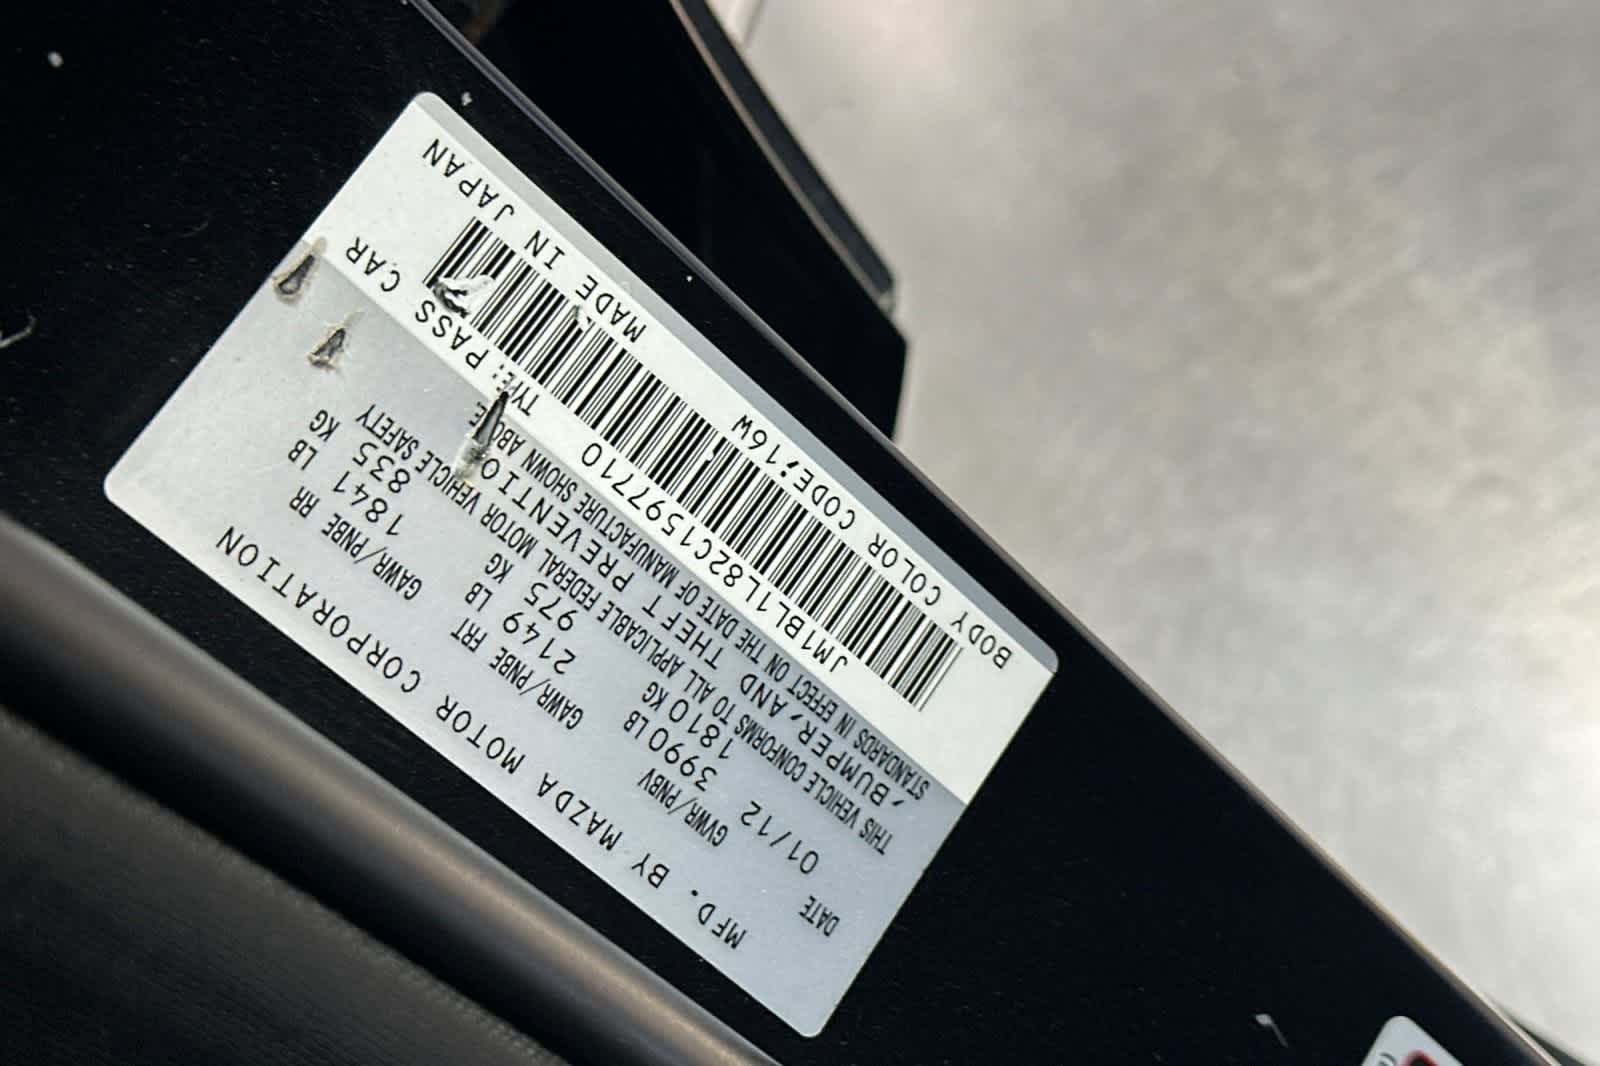 MFD. BY MAZDA MOTOR CORPORATION
DATE GVWR/PNBV GAWR/PNBE FRT GAWR/PNBE RR
01/12 3990 LB 2149 LB 1841 LB
1810 KG 975 KG 835 KG
THIS VEHICLE CONFORMS TO ALL APPLICABLE FEDERAL MOTOR VEHICLE SAFETY
,BUMPER,AND THEFT PREVENTIO
STANDARDS IN EFFECT ON THE DATE OF MANUFACTURE SHOWN ABOVE
JM1BL1L82C1597710 TYPE: PASS CAR
BODY COLOR CODE;16W MADE IN JAPAN